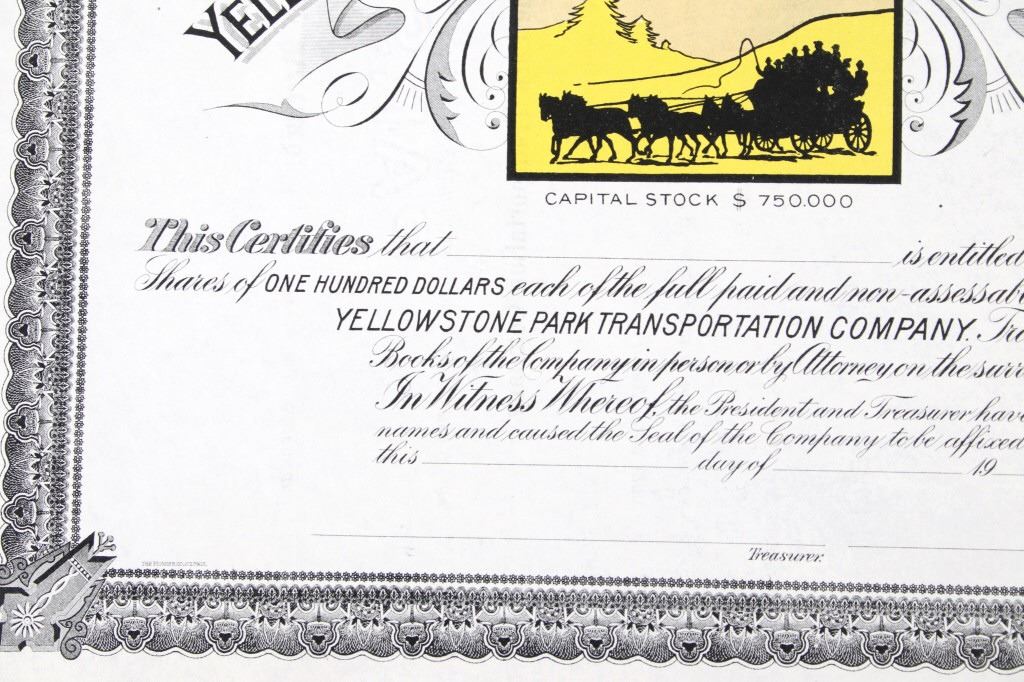 YELL
CAPITAL STOCK $ 750.000
This Certifies that is entitled
Shares of ONE HUNDRED DOLLARS each of the full paid and non-assessab
YELLOWSTONE PARK TRANSPORTATION COMPANY. Tra
Books of the Company in person or by Attorney on the surr
In Witness Whereof, the President and Treasurer have
names and caused the Seal of the Company to be affixed
this day of 19
Treasurer.